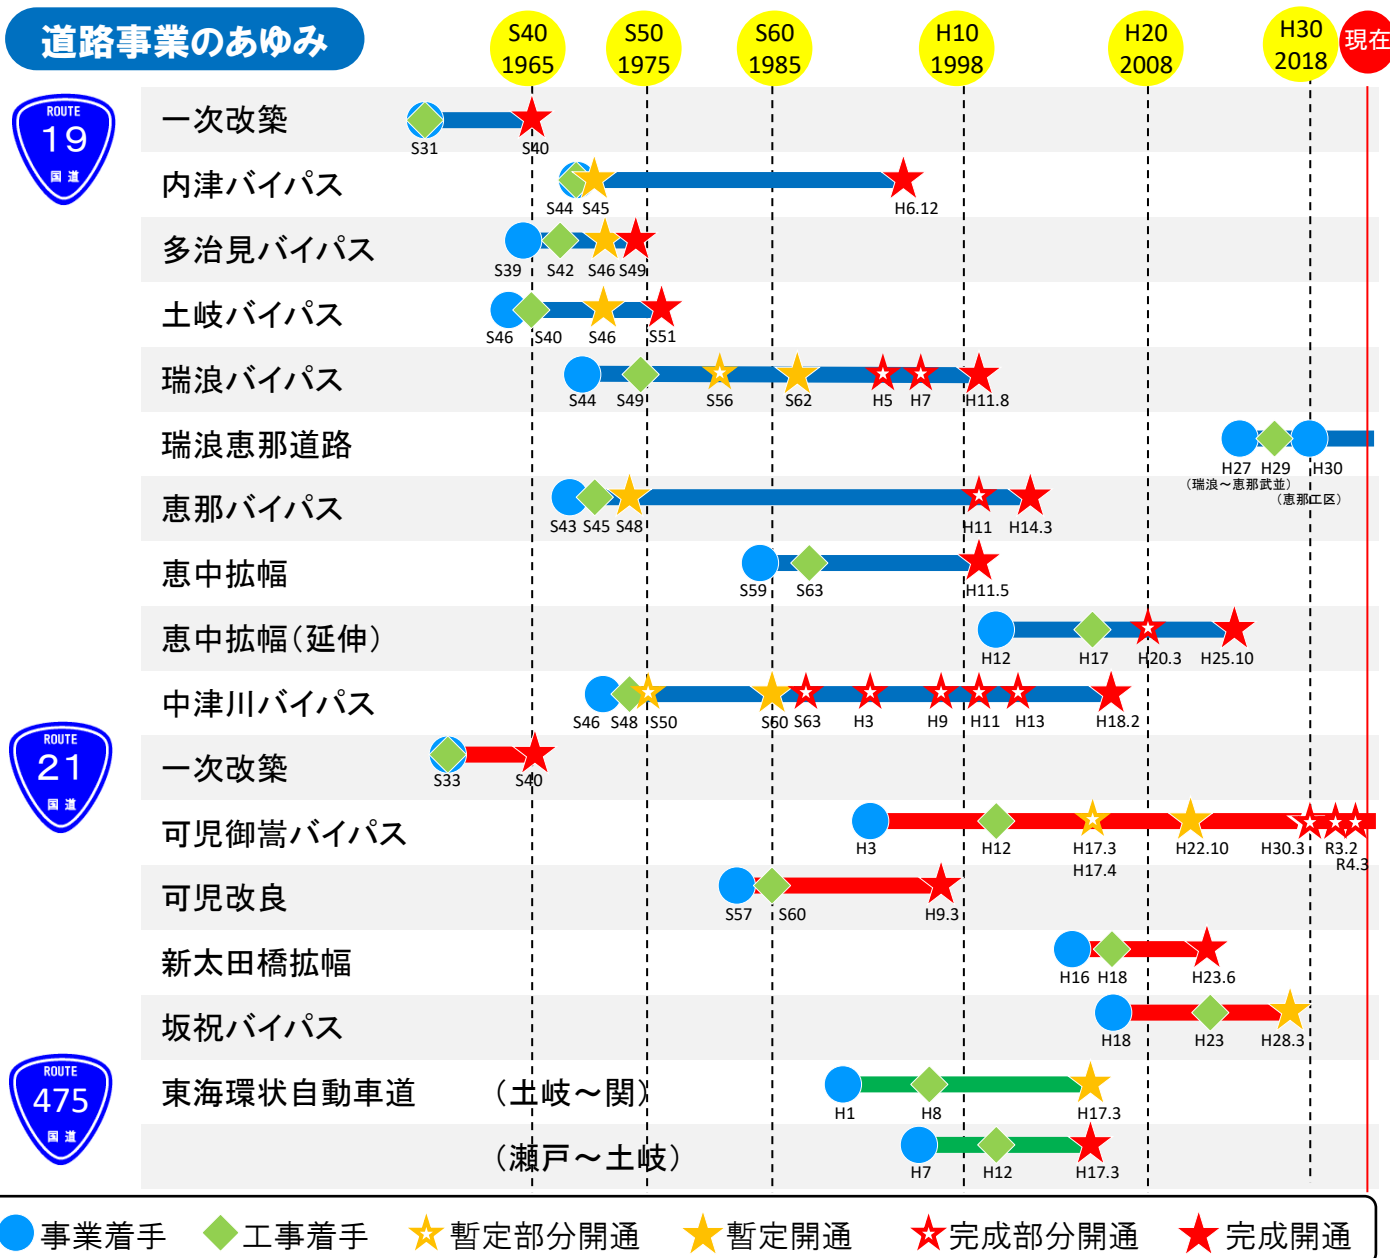 道路事業のあゆみ
S40
1965
S50
1975
S60
1985
H10
1998
H20
2008
H30
2018
現在
ROUTE
19
国道
一次改築
S31
S40
内津バイパス
S44
S45
H6.12
多治見バイパス
S39
S42
S46
S49
土岐バイパス
S46
S40
S46
S51
瑞浪バイパス
S44
S49
S56
S62
H5
H7
H11.8
瑞浪恵那道路
H27
H29
H30
(瑞浪～恵那武並)
(恵那工区)
恵那バイパス
S43
S45
S48
H11
H14.3
恵中拡幅
S59
S63
H11.5
恵中拡幅(延伸)
H12
H17
H20.3
H25.10
中津川バイパス
S46
S48
S50
S60
S63
H3
H9
H11
H13
H18.2
ROUTE
21
国道
一次改築
S33
S40
可児御嵩バイパス
H3
H12
H17.3
H17.4
H22.10
H30.3
R3.2
R4.3
可児改良
S57
S60
H9.3
新太田橋拡幅
H16
H18
H23.6
坂祝バイパス
H18
H23
H28.3
ROUTE
475
国道
東海環状自動車道 (土岐～関)
H1
H8
H17.3
(瀬戸～土岐)
H7
H12
H17.3
事業着手 工事着手 暫定部分開通 暫定開通 完成部分開通 完成開通